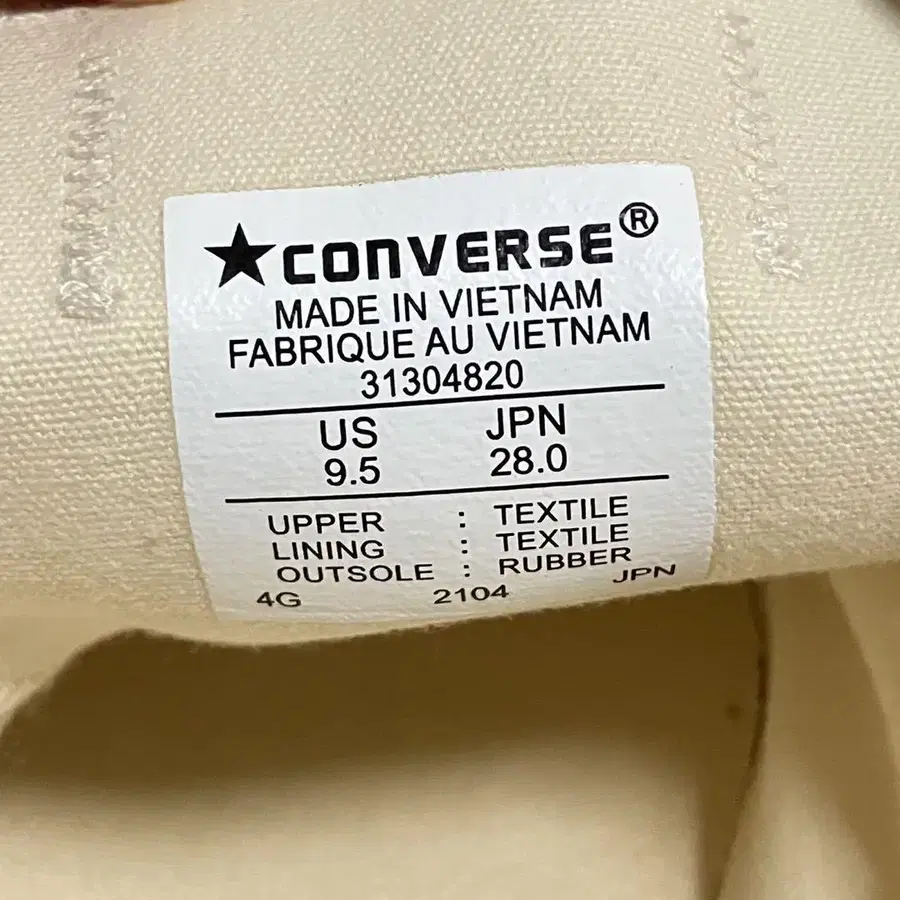 ★CONVERSE®
MADE IN VIETNAM
FABRIQUE AU VIETNAM
31304820
US JPN
9.5 28.0
UPPER : TEXTILE
LINING : TEXTILE
OUTSOLE : RUBBER
4G 2104 JPN